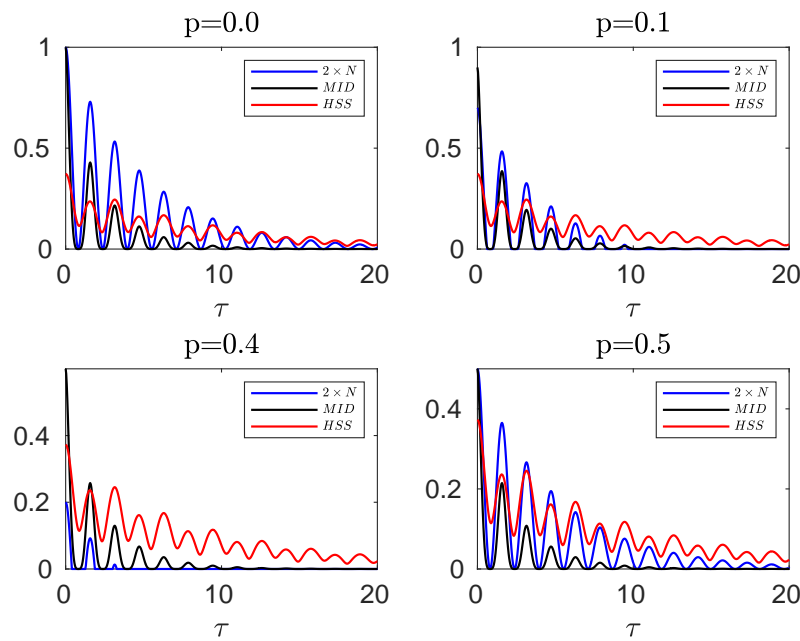 p=0.0
1
0.5
0
2 × N
MID
HSS
0 10 20
τ
p=0.1
1
0.5
0
2 × N
MID
HSS
0 10 20
τ
p=0.4
0.4
0.2
0
2 × N
MID
HSS
0 10 20
τ
p=0.5
0.4
0.2
0
2 × N
MID
HSS
0 10 20
τ